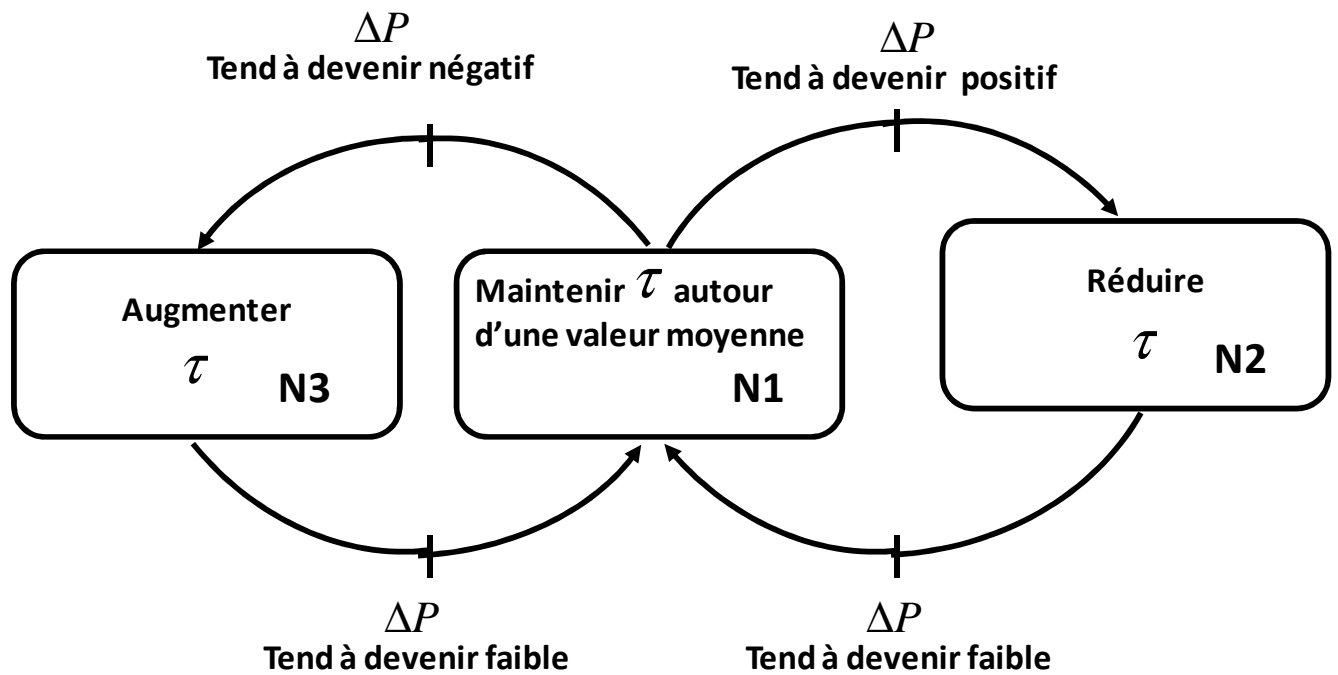 ΔP
Tend à devenir négatif
ΔP
Tend à devenir positif
Augmenter
τ N3
Maintenir τ autour
d’une valeur moyenne
N1
Réduire
τ N2
ΔP
Tend à devenir faible
ΔP
Tend à devenir faible